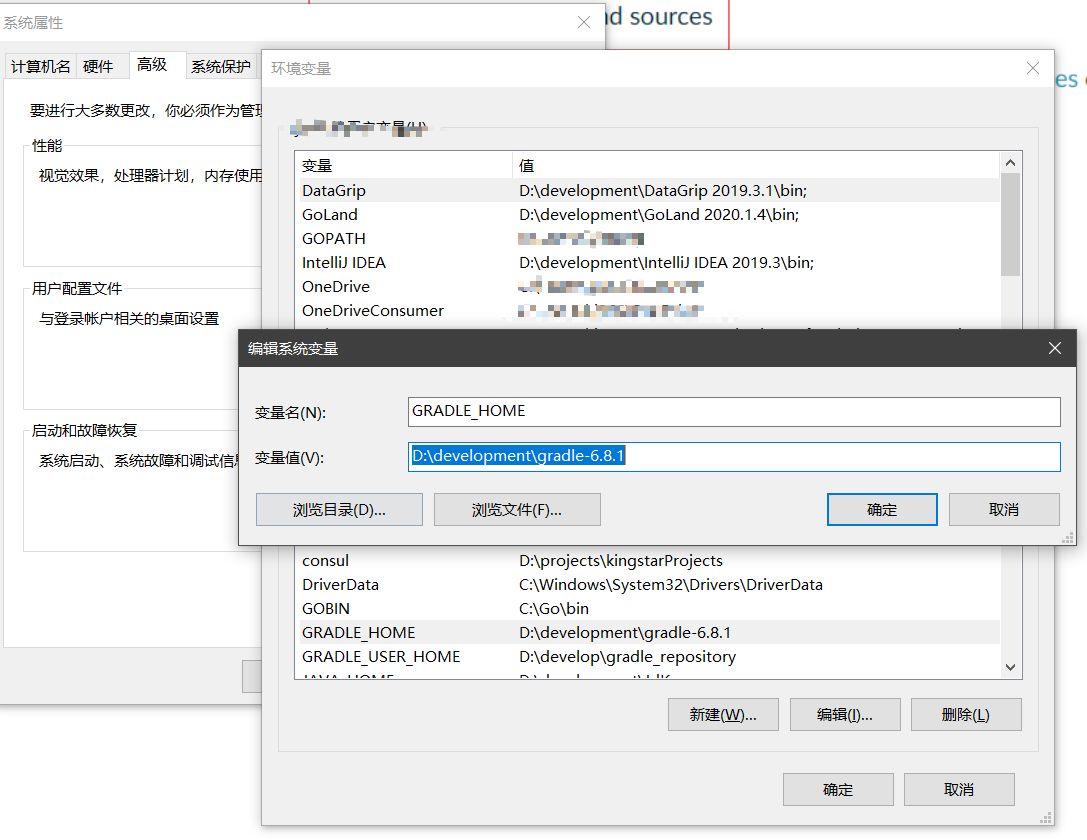 系统属性
nd sources
计算机名 硬件 高级 系统保护
环境变量
es
要进行大多数更改，你必须作为管理
性能
视觉效果，处理器计划，内存使用
变量 值
DataGrip D:\development\DataGrip 2019.3.1\bin;
GoLand D:\development\GoLand 2020.1.4\bin;
GOPATH
IntelliJ IDEA D:\development\IntelliJ IDEA 2019.3\bin;
OneDrive
OneDriveConsumer
用户配置文件
与登录帐户相关的桌面设置
编辑系统变量
变量名(N): GRADLE_HOME
变量值(V): D:\development\gradle-6.8.1
浏览目录(D)... 浏览文件(F)... 确定 取消
启动和故障恢复
系统启动、系统故障和调试信息
consul D:\projects\kingstarProjects
DriverData C:\Windows\System32\Drivers\DriverData
GOBIN C:\Go\bin
GRADLE_HOME D:\development\gradle-6.8.1
GRADLE_USER_HOME D:\develop\gradle_repository
新建(W)... 编辑(I)... 删除(L)
确定 取消